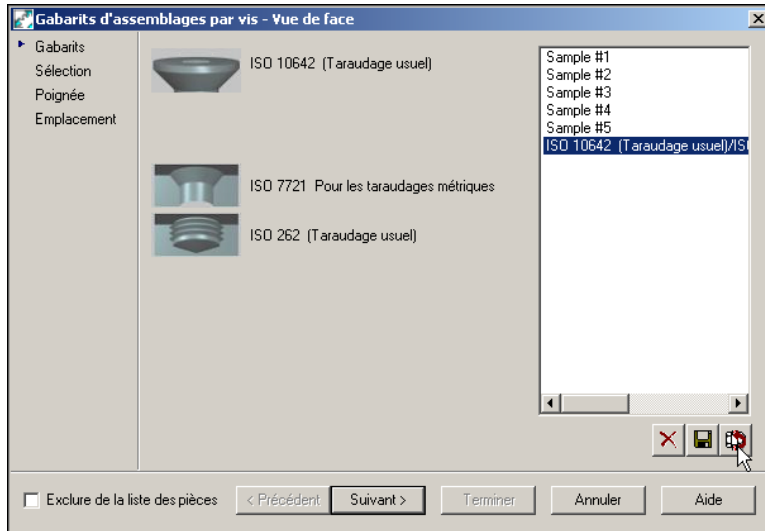 Gabarits d'assemblages par vis - Vue de face
Gabarits
Sélection
Poignée
Emplacement
ISO 10642 (Taraudage usuel)
ISO 7721 Pour les taraudages métriques
ISO 262 (Taraudage usuel)
Sample #1
Sample #2
Sample #3
Sample #4
Sample #5
ISO 10642 (Taraudage usuel)/IS
Exclure de la liste des pièces
< Précédent
Suivant >
Terminer
Annuler
Aide